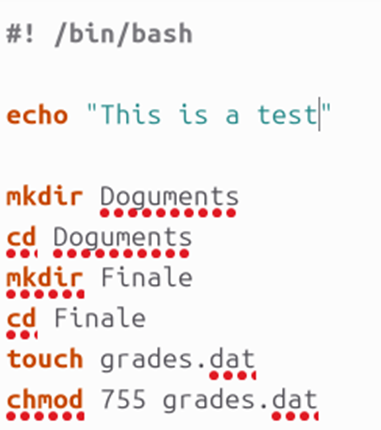 #! /bin/bash
echo "This is a test"
mkdir Doguments
cd Doguments
mkdir Finale
cd Finale
touch grades.dat
chmod 755 grades.dat